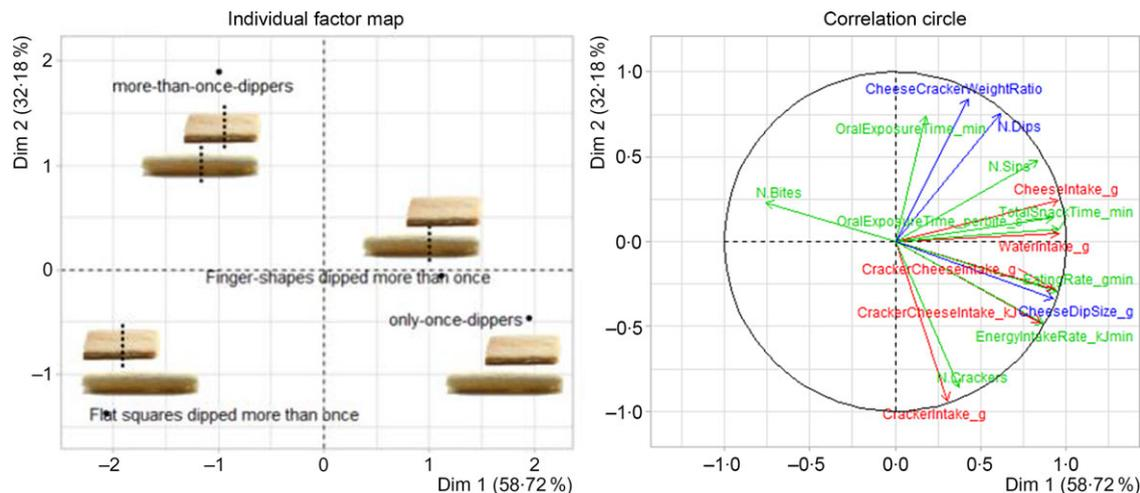 Individual factor map
Dim 2 (32·18 %)
2
1
0
–1
more-than-once-dippers
Finger-shapes dipped more than once
only-once-dippers
Flat squares dipped more than once
–2
–1
0
1
2
Dim 1 (58·72 %)
Correlation circle
Dim 2 (32·18 %)
1·0
0·5
0·0
–0·5
–1·0
CheeseCrackerWeightRatio
OralExposureTime_min
N.Dips
N.Sips
N.Bites
CheeseIntake_g
TotalSnackTime_min
OralExposureTime_perbite_s
WaterIntake_g
CrackerCheeseIntake_g
EatingRate_gmin
CrackerCheeseIntake_kJ
CheeseDipSize_g
EnergyIntakeRate_kJmin
N.Crackers
CrackerIntake_g
–1·0
–0·5
0·0
0·5
1·0
Dim 1 (58·72 %)